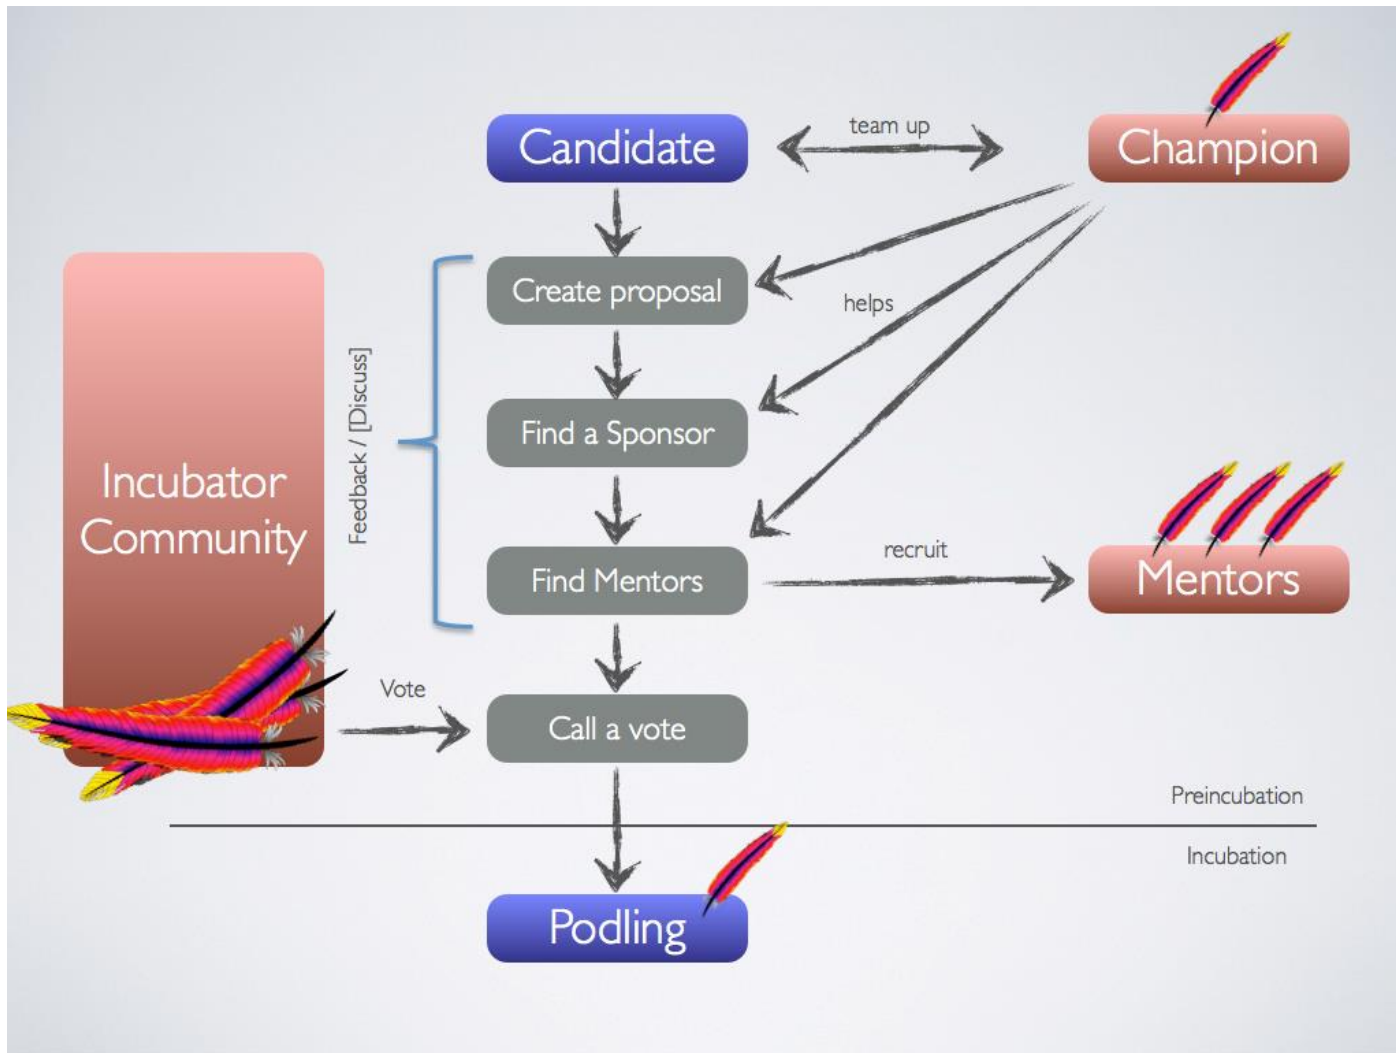 Candidate
team up
Champion
Create proposal
helps
Feedback / [Discuss]
Find a Sponsor
Incubator
Community
Find Mentors
recruit
Mentors
Vote
Call a vote
Preincubation
Incubation
Podling